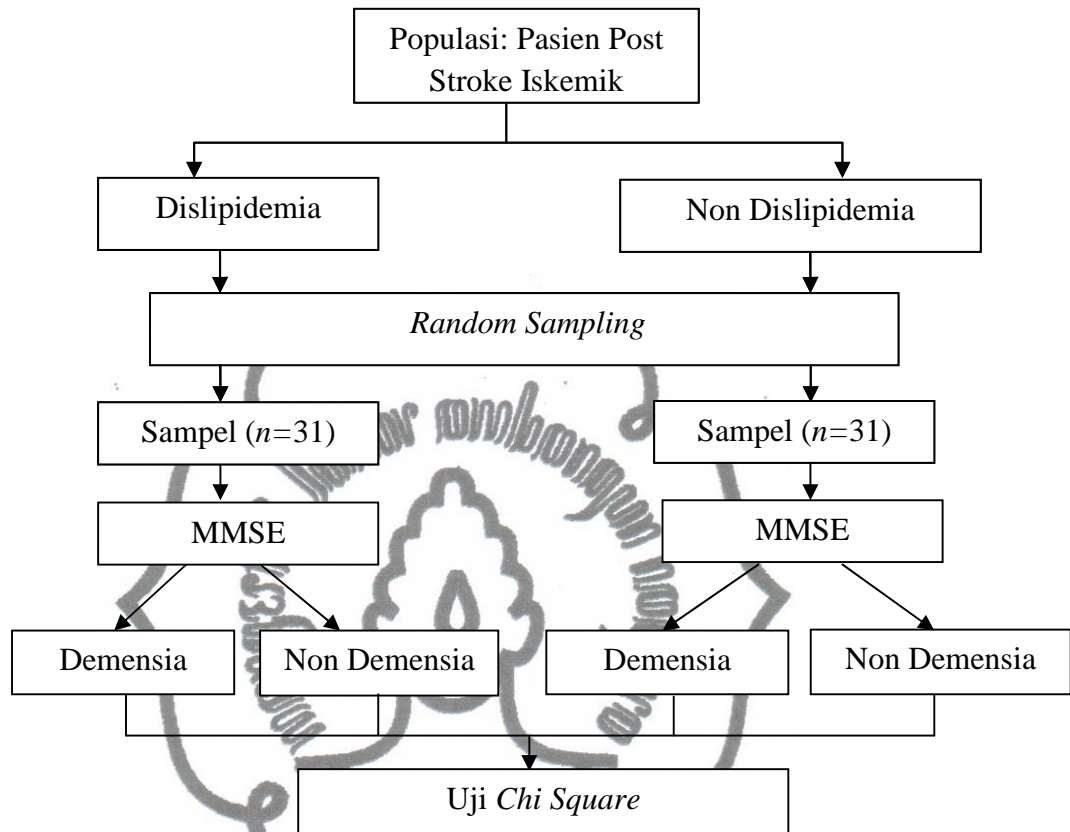 Populasi: Pasien Post
Stroke Iskemik
Dislipidemia
Non Dislipidemia
Random Sampling
Sampel (n=31)
Sampel (n=31)
MMSE
MMSE
Demensia
Non Demensia
Demensia
Non Demensia
Uji Chi Square